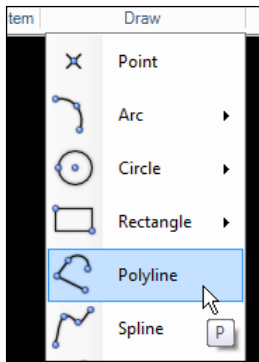 tem
Draw
Point
Arc
Circle
Rectangle
Polyline
Spline
P